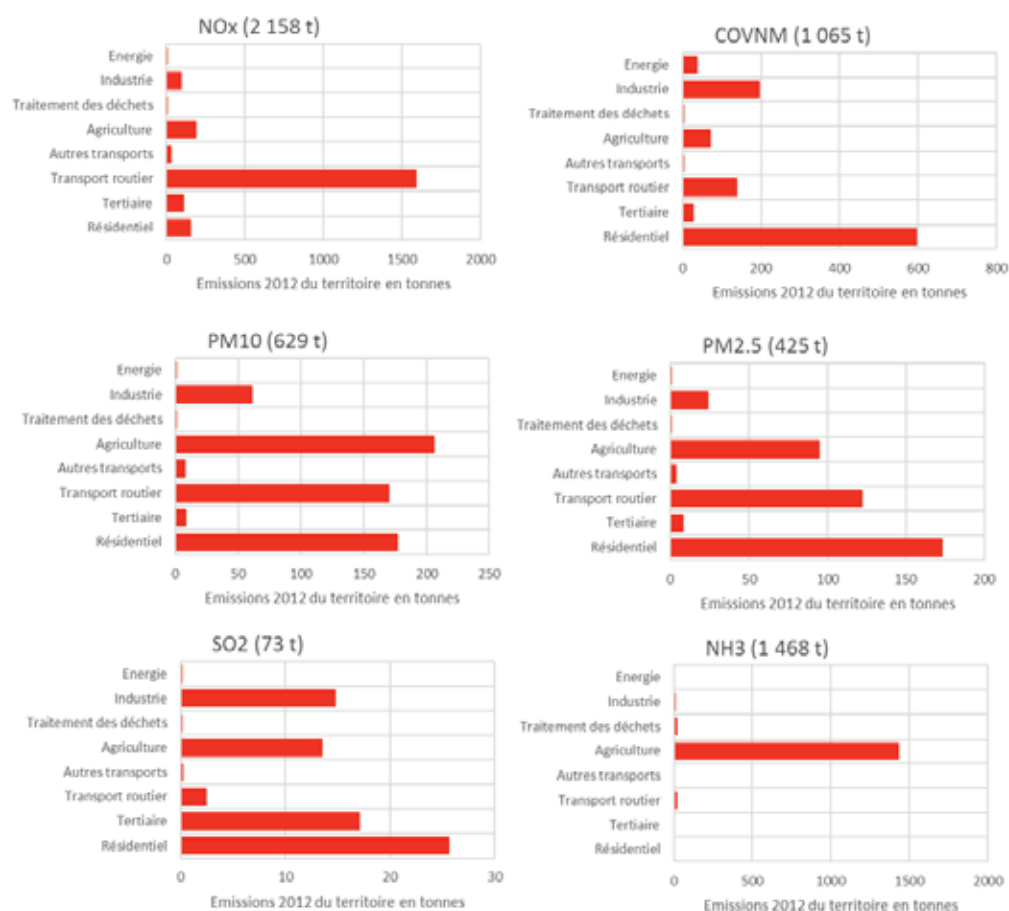 NOx (2 158 t)
Energie
Industrie
Traitement des déchets
Agriculture
Autres transports
Transport routier
Tertiaire
Résidentiel
0 500 1000 1500 2000
Emissions 2012 du territoire en tonnes
COVNM (1 065 t)
Energie
Industrie
Traitement des déchets
Agriculture
Autres transports
Transport routier
Tertiaire
Résidentiel
0 200 400 600 800
Emissions 2012 du territoire en tonnes
PM10 (629 t)
Energie
Industrie
Traitement des déchets
Agriculture
Autres transports
Transport routier
Tertiaire
Résidentiel
0 50 100 150 200 250
Emissions 2012 du territoire en tonnes
PM2.5 (425 t)
Energie
Industrie
Traitement des déchets
Agriculture
Autres transports
Transport routier
Tertiaire
Résidentiel
0 50 100 150 200
Emissions 2012 du territoire en tonnes
SO2 (73 t)
Energie
Industrie
Traitement des déchets
Agriculture
Autres transports
Transport routier
Tertiaire
Résidentiel
0 10 20 30
Emissions 2012 du territoire en tonnes
NH3 (1 468 t)
Energie
Industrie
Traitement des déchets
Agriculture
Autres transports
Transport routier
Tertiaire
Résidentiel
0 500 1000 1500 2000
Emissions 2012 du territoire en tonnes